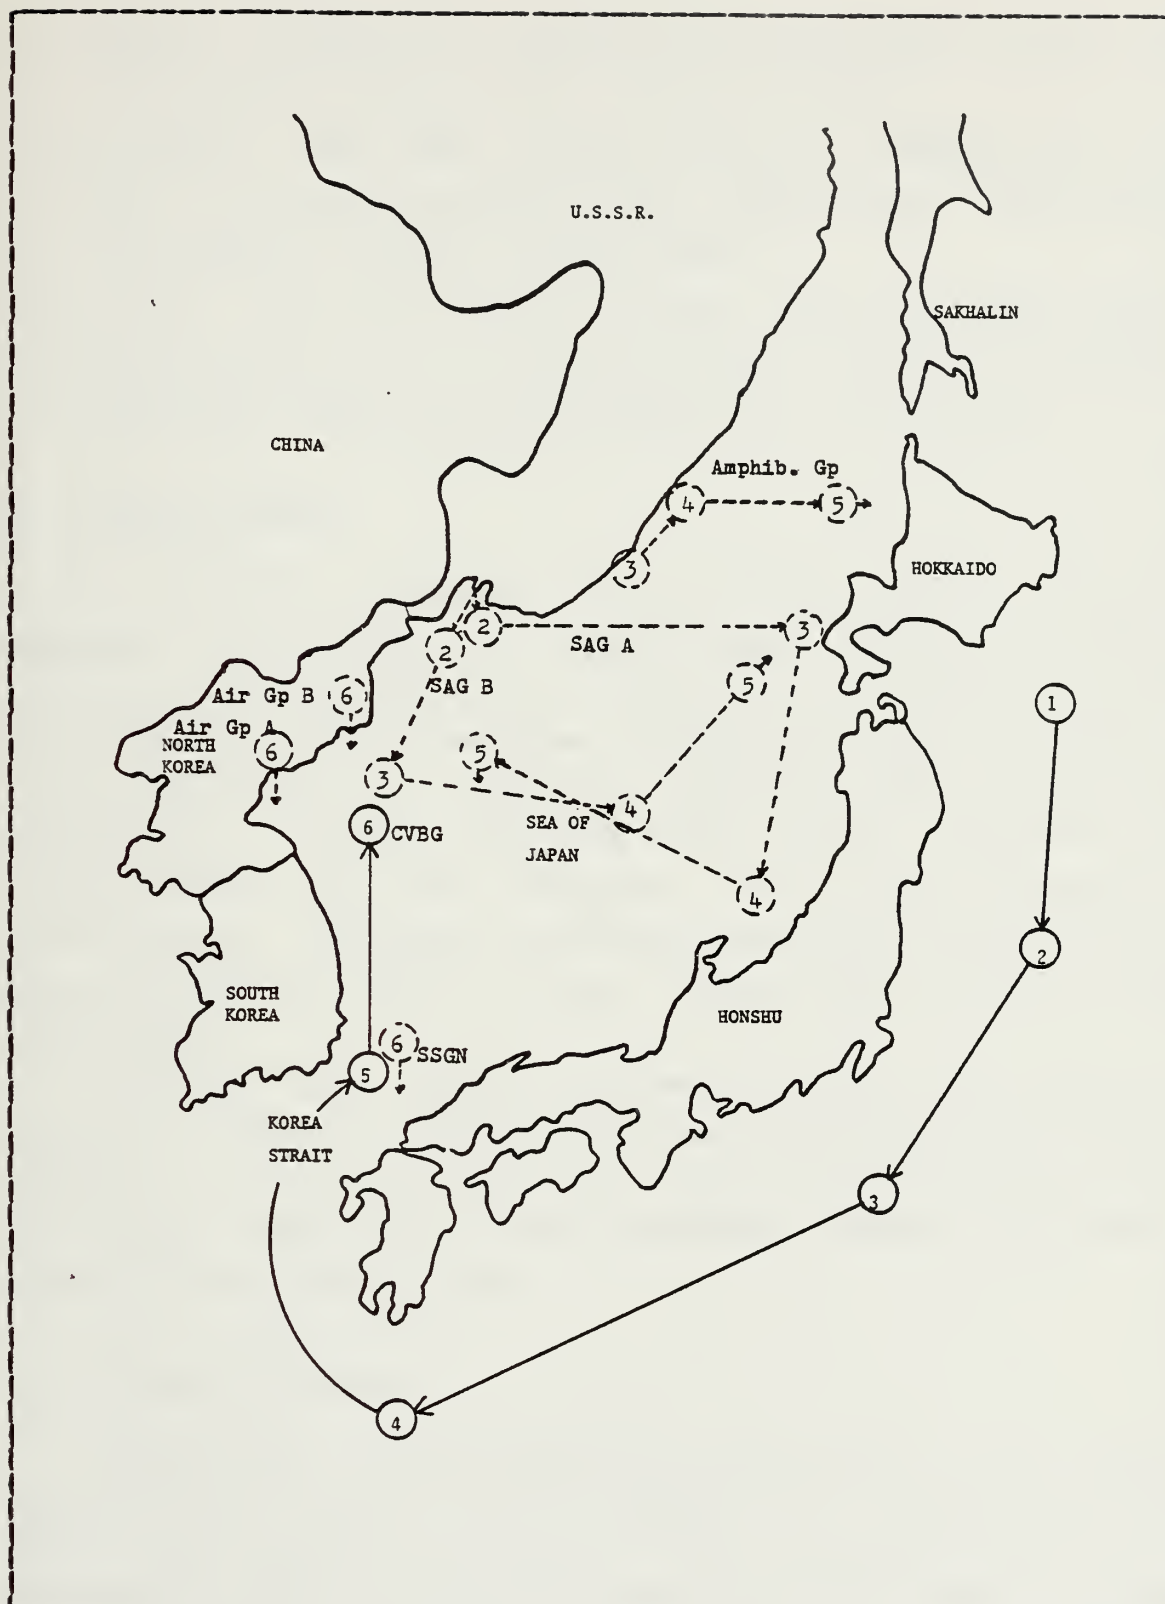 U.S.S.R.
SAKHALIN
CHINA
Amphib. Gp
4
5
3
HOKKAIDO
2
3
SAG A
2
SAG B
5
Air Gp B
6
1
Air Gp A
6
NORTH
KOREA
5
3
4
SEA OF
JAPAN
6
CVBG
4
2
SOUTH
KOREA
HONSHU
6
SSGN
5
KOREA
STRAIT
3
4